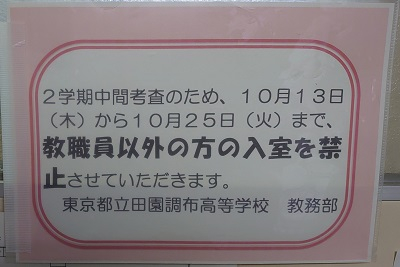 ２学期中間考査のため、１０月１３日
（木）から１０月２５日（火）まで、
教職員以外の方の入室を禁
止させていただきます。
東京都立田園調布高等学校　教務部